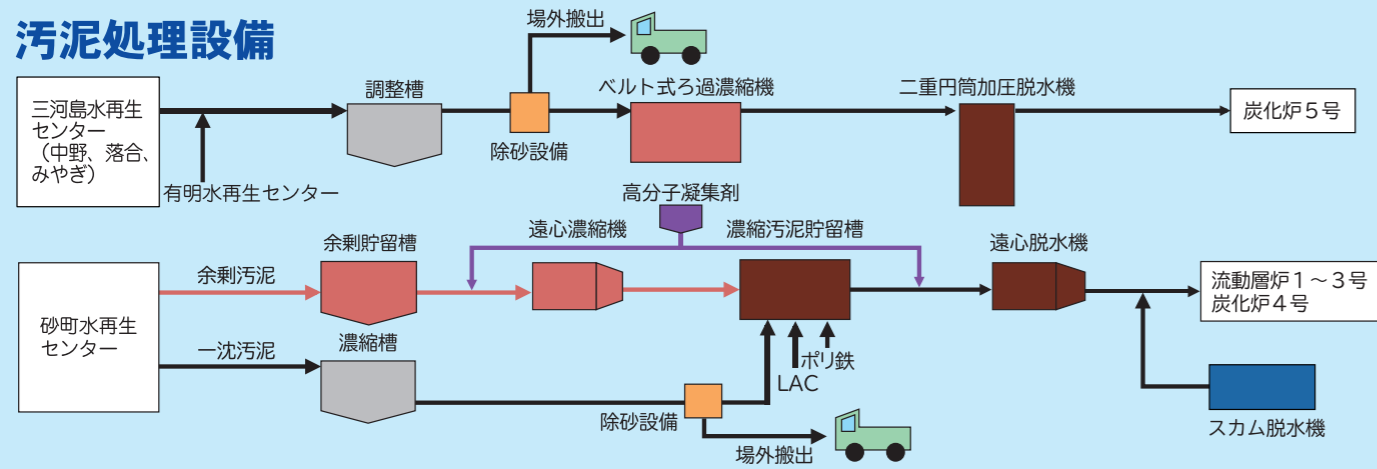 汚泥処理設備
場外搬出
三河島水再生
センター
（中野、落合、
みやぎ）
調整槽
ベルト式ろ過濃縮機
二重円筒加圧脱水機
炭化炉５号
除砂設備
有明水再生センター
高分子凝集剤
余剰貯留槽
遠心濃縮機
濃縮汚泥貯留槽
遠心脱水機
余剰汚泥
砂町水再生
センター
流動層炉１～３号
炭化炉４号
一沈汚泥
濃縮槽
ポリ鉄
LAC
除砂設備
場外搬出
スカム脱水機